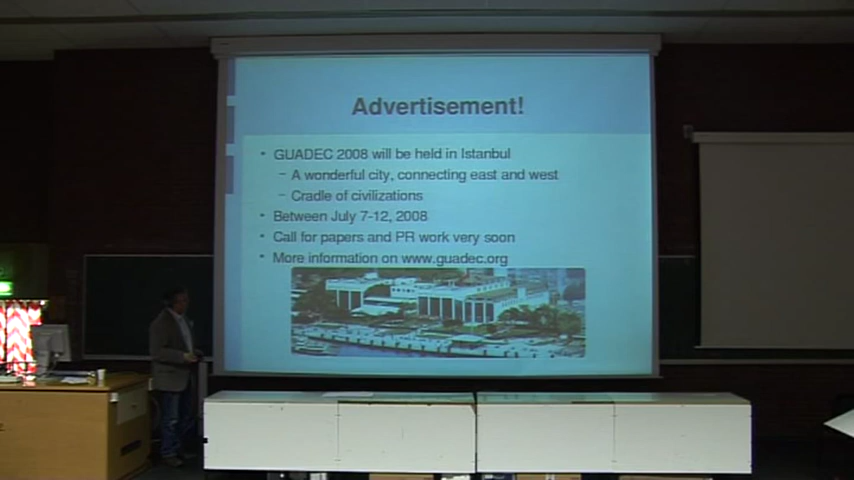 Advertisement!
• GUADEC 2008 will be held in Istanbul
– A wonderful city, connecting east and west
– Cradle of civilizations
• Between July 7-12, 2008
• Call for papers and PR work very soon
• More information on www.guadec.org